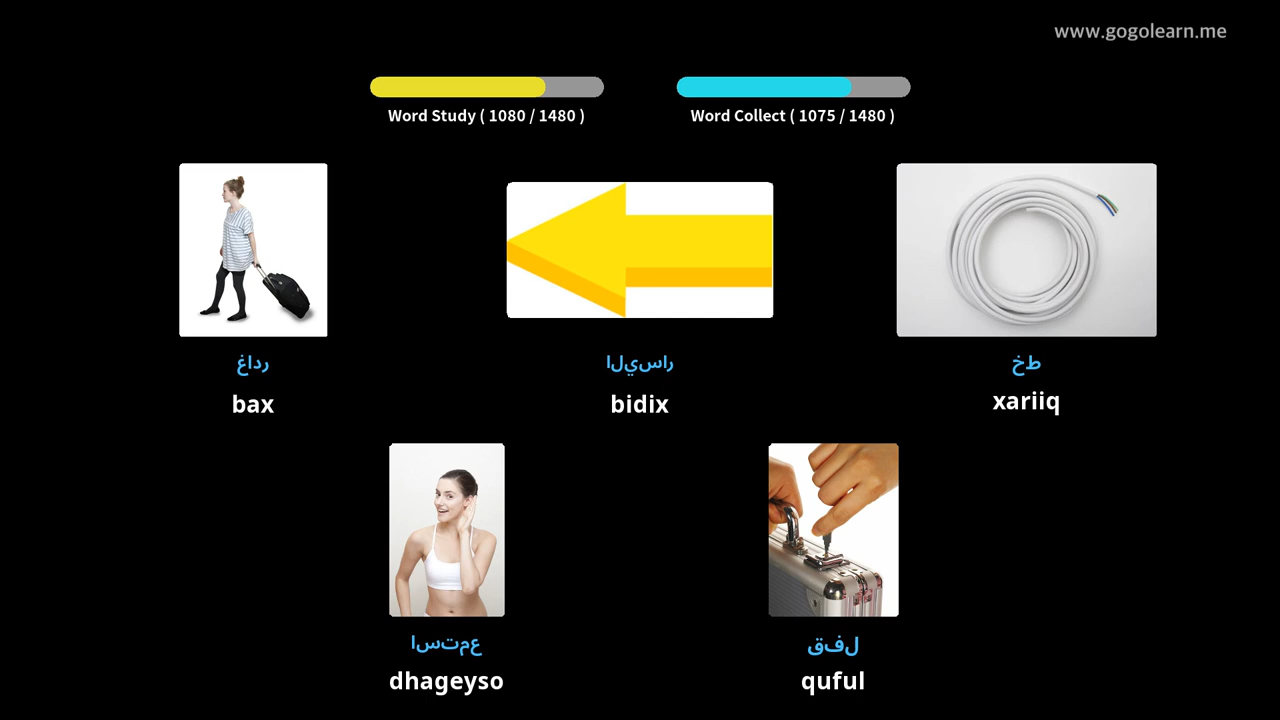 www.gogolearn.me
Word Study ( 1080 / 1480 )
Word Collect ( 1075 / 1480 )
غادر
bax
اليسار
bidix
خط
xariiq
استمع
dhageyso
قفل
quful